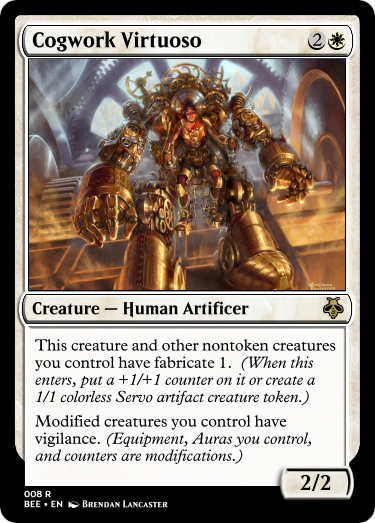 Cogwork Virtuoso 2
Creature — Human Artificer
This creature and other nontoken creatures
you control have fabricate 1. (When this
enters, put a +1/+1 counter on it or create a
1/1 colorless Servo artifact creature token.)
Modified creatures you control have
vigilance. (Equipment, Auras you control,
and counters are modifications.)
2/2
008 R
BEE • EN Brendan Lancaster